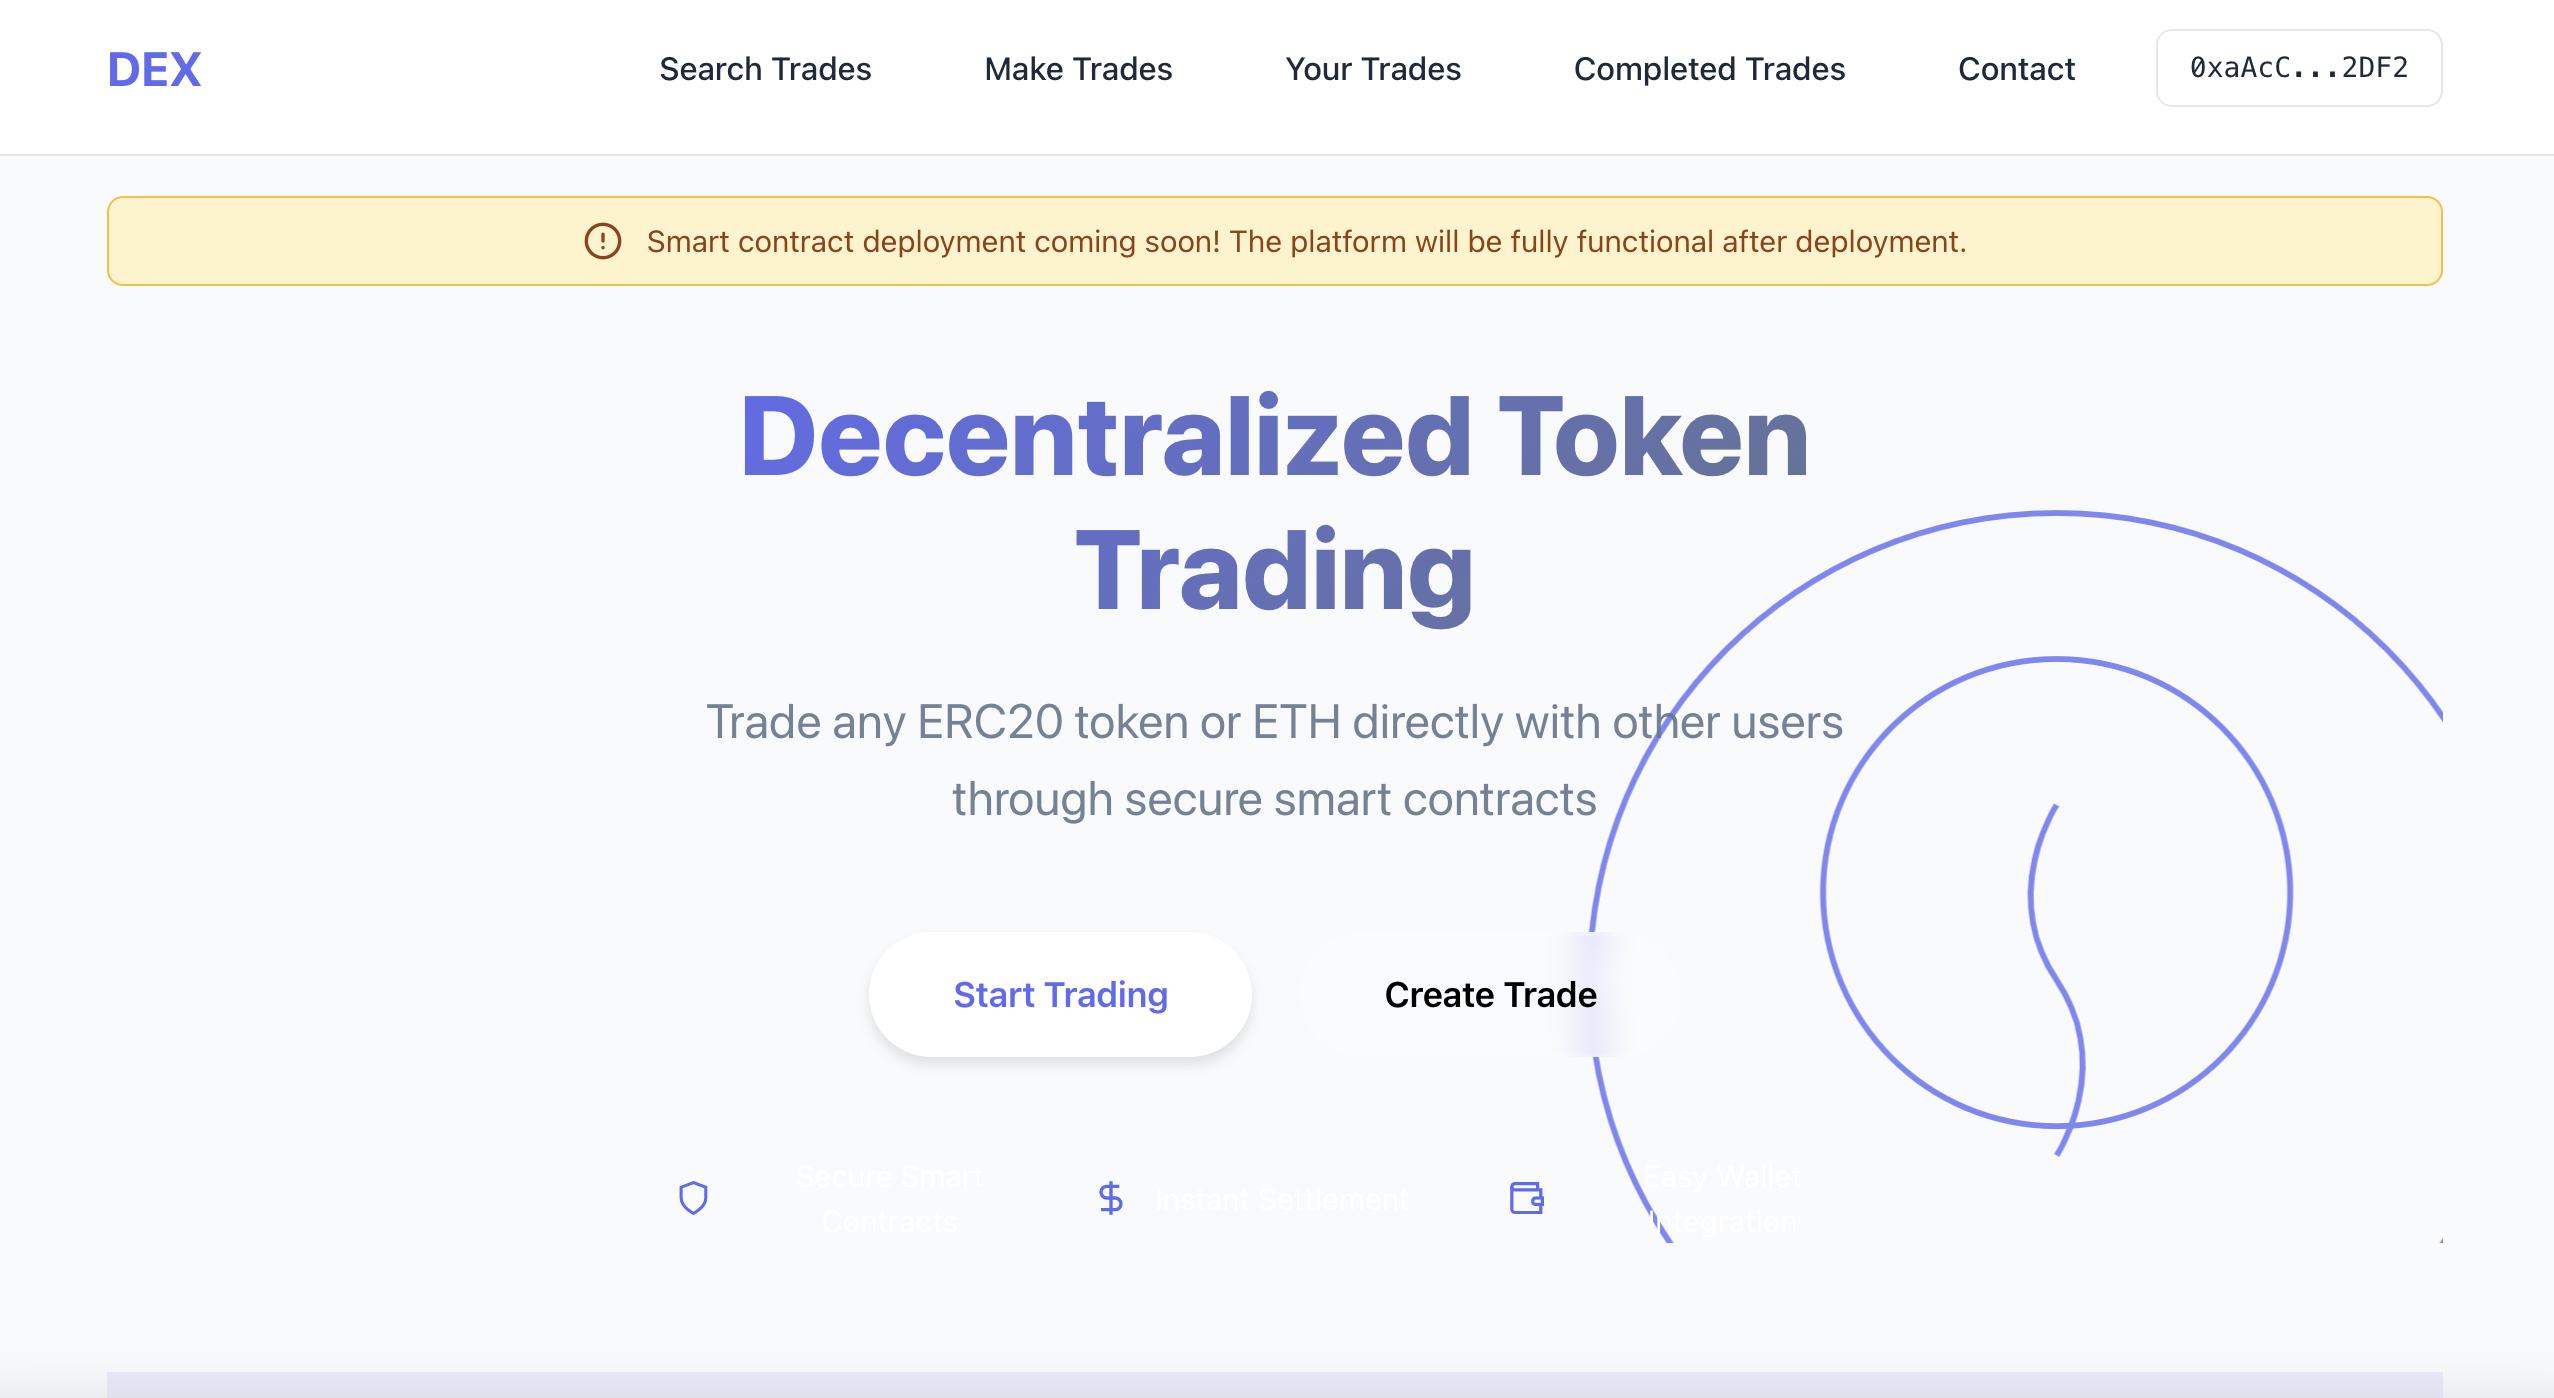 DEX
Search Trades
Make Trades
Your Trades
Completed Trades
Contact
0xaAcC...2DF2
Smart contract deployment coming soon! The platform will be fully functional after deployment.
Decentralized Token
Trading
Trade any ERC20 token or ETH directly with other users
through secure smart contracts
Start Trading
Create Trade
Secure Smart
Contracts
Instant Settlement
Easy Wallet
Integration